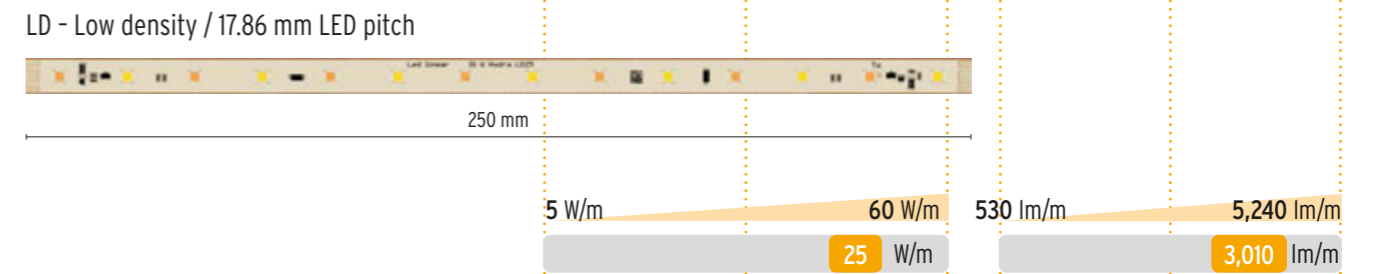 LD - Low density / 17.86 mm LED pitch
250 mm
5 W/m 60 W/m 530 lm/m 5,240 lm/m
25 W/m 3,010 lm/m